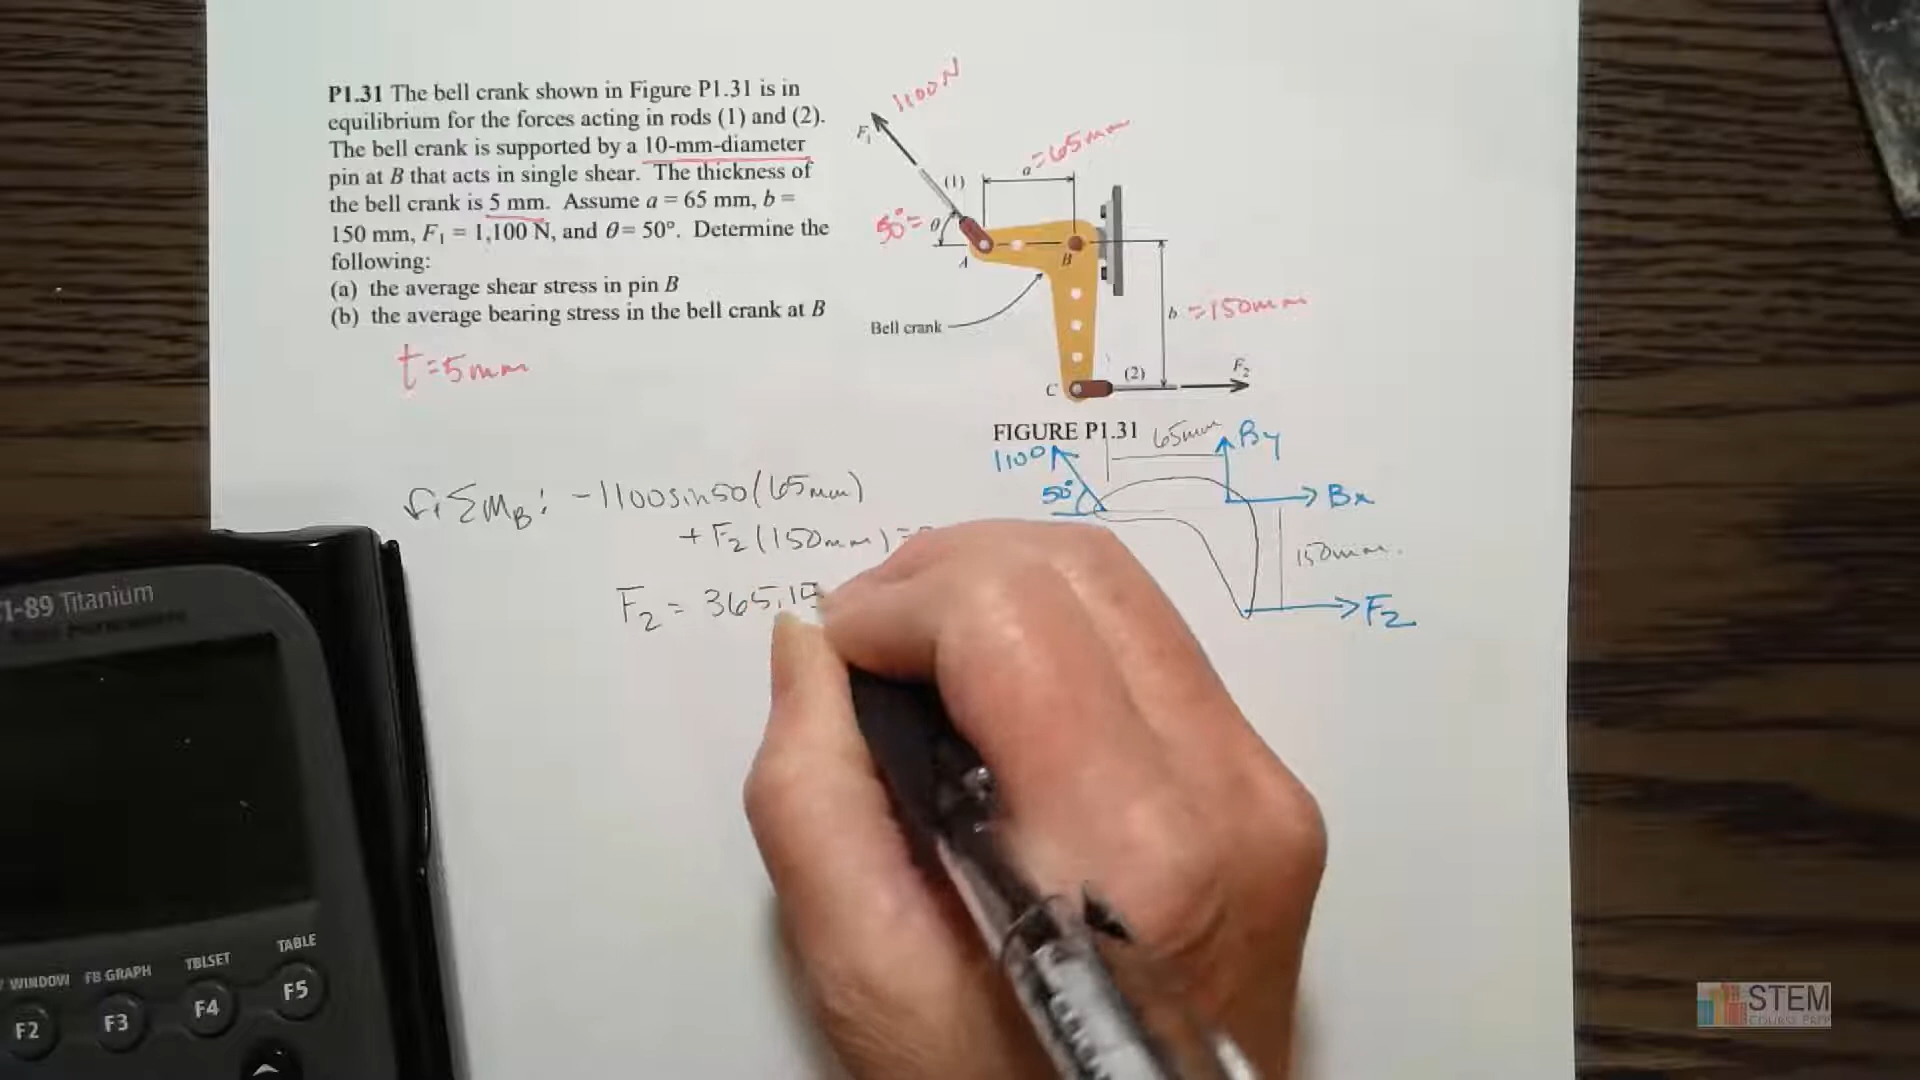 P1.31 The bell crank shown in Figure P1.31 is in
equilibrium for the forces acting in rods (1) and (2).
The bell crank is supported by a 10-mm-diameter
pin at B that acts in single shear. The thickness of
the bell crank is 5 mm. Assume a = 65 mm, b =
150 mm, F₁ = 1,100 N, and θ = 50°. Determine the
following:
(a) the average shear stress in pin B
(b) the average bearing stress in the bell crank at B
t=5mm
1100N
F₁
(1)
a =65mm
50°= θ
A
B
b =150mm
Bell crank
C
(2)
F₂
FIGURE P1.31
65mm
By
1100
50°
Bx
150mm
F2
ΣMB: -1100sin50(65mm)
+ F2(150mm) =
F2 = 365.1
I-89 Titanium
WINDOW
F8 GRAPH
TBLSET
TABLE
F2
F3
F4
F5
STEM
COURSE PREP